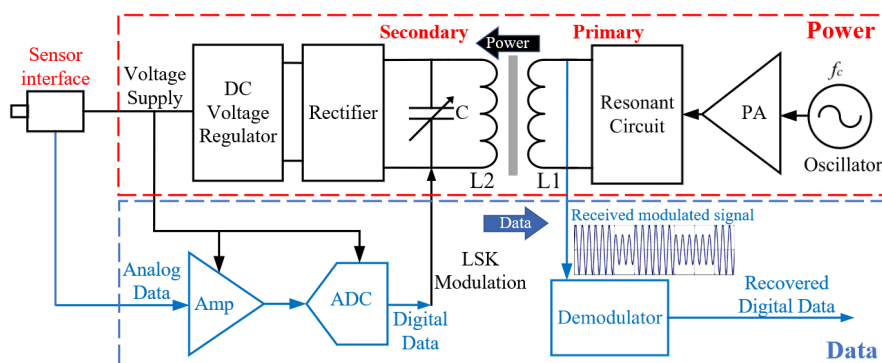 Secondary
Power
Primary
Power
Sensor
interface
Voltage
Supply
DC
Voltage
Regulator
Rectifier
C
Resonant
Circuit
PA
fc
Oscillator
L2
L1
Data
Received modulated signal
LSK
Modulation
Analog
Data
Amp
ADC
Digital
Data
Demodulator
Recovered
Digital Data
Data